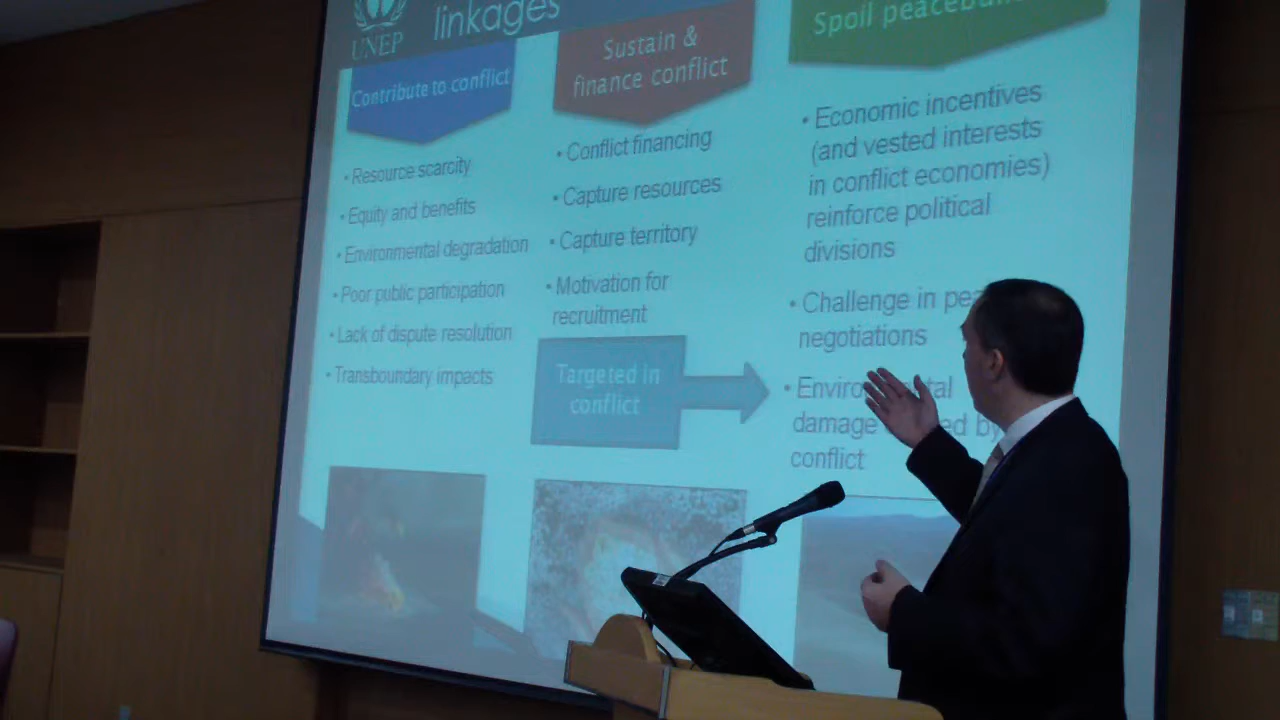 UNEP
linkages
Contribute to conflict
• Resource scarcity
• Equity and benefits
• Environmental degradation
• Poor public participation
• Lack of dispute resolution
• Transboundary impacts
Sustain &
finance conflict
• Conflict financing
• Capture resources
• Capture territory
• Motivation for
recruitment
Targeted in
conflict
Spoil
• Economic incentives
(and vested interests
in conflict economies)
reinforce political
divisions
• Challenge in
negotiations
•
damage by
conflict